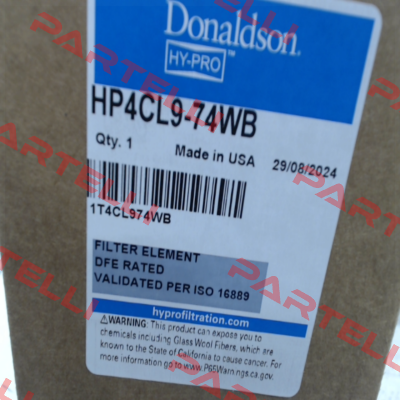 Donaldson.
HY-PRO™
HP4CL9-74WB
Qty. 1 Made in USA 29/08/2024
1T4CL974WB
FILTER ELEMENT
DFE RATED
VALIDATED PER ISO 16889
hyprofiltration.com
⚠WARNING: This product can expose you to
chemicals including Glass Wool Fibers, which are
known to the State of California to cause cancer. For
more information go to www.P65Warnings.ca.gov.
PARTELLI
PARTELLI
PARTELLI
PARTELLI